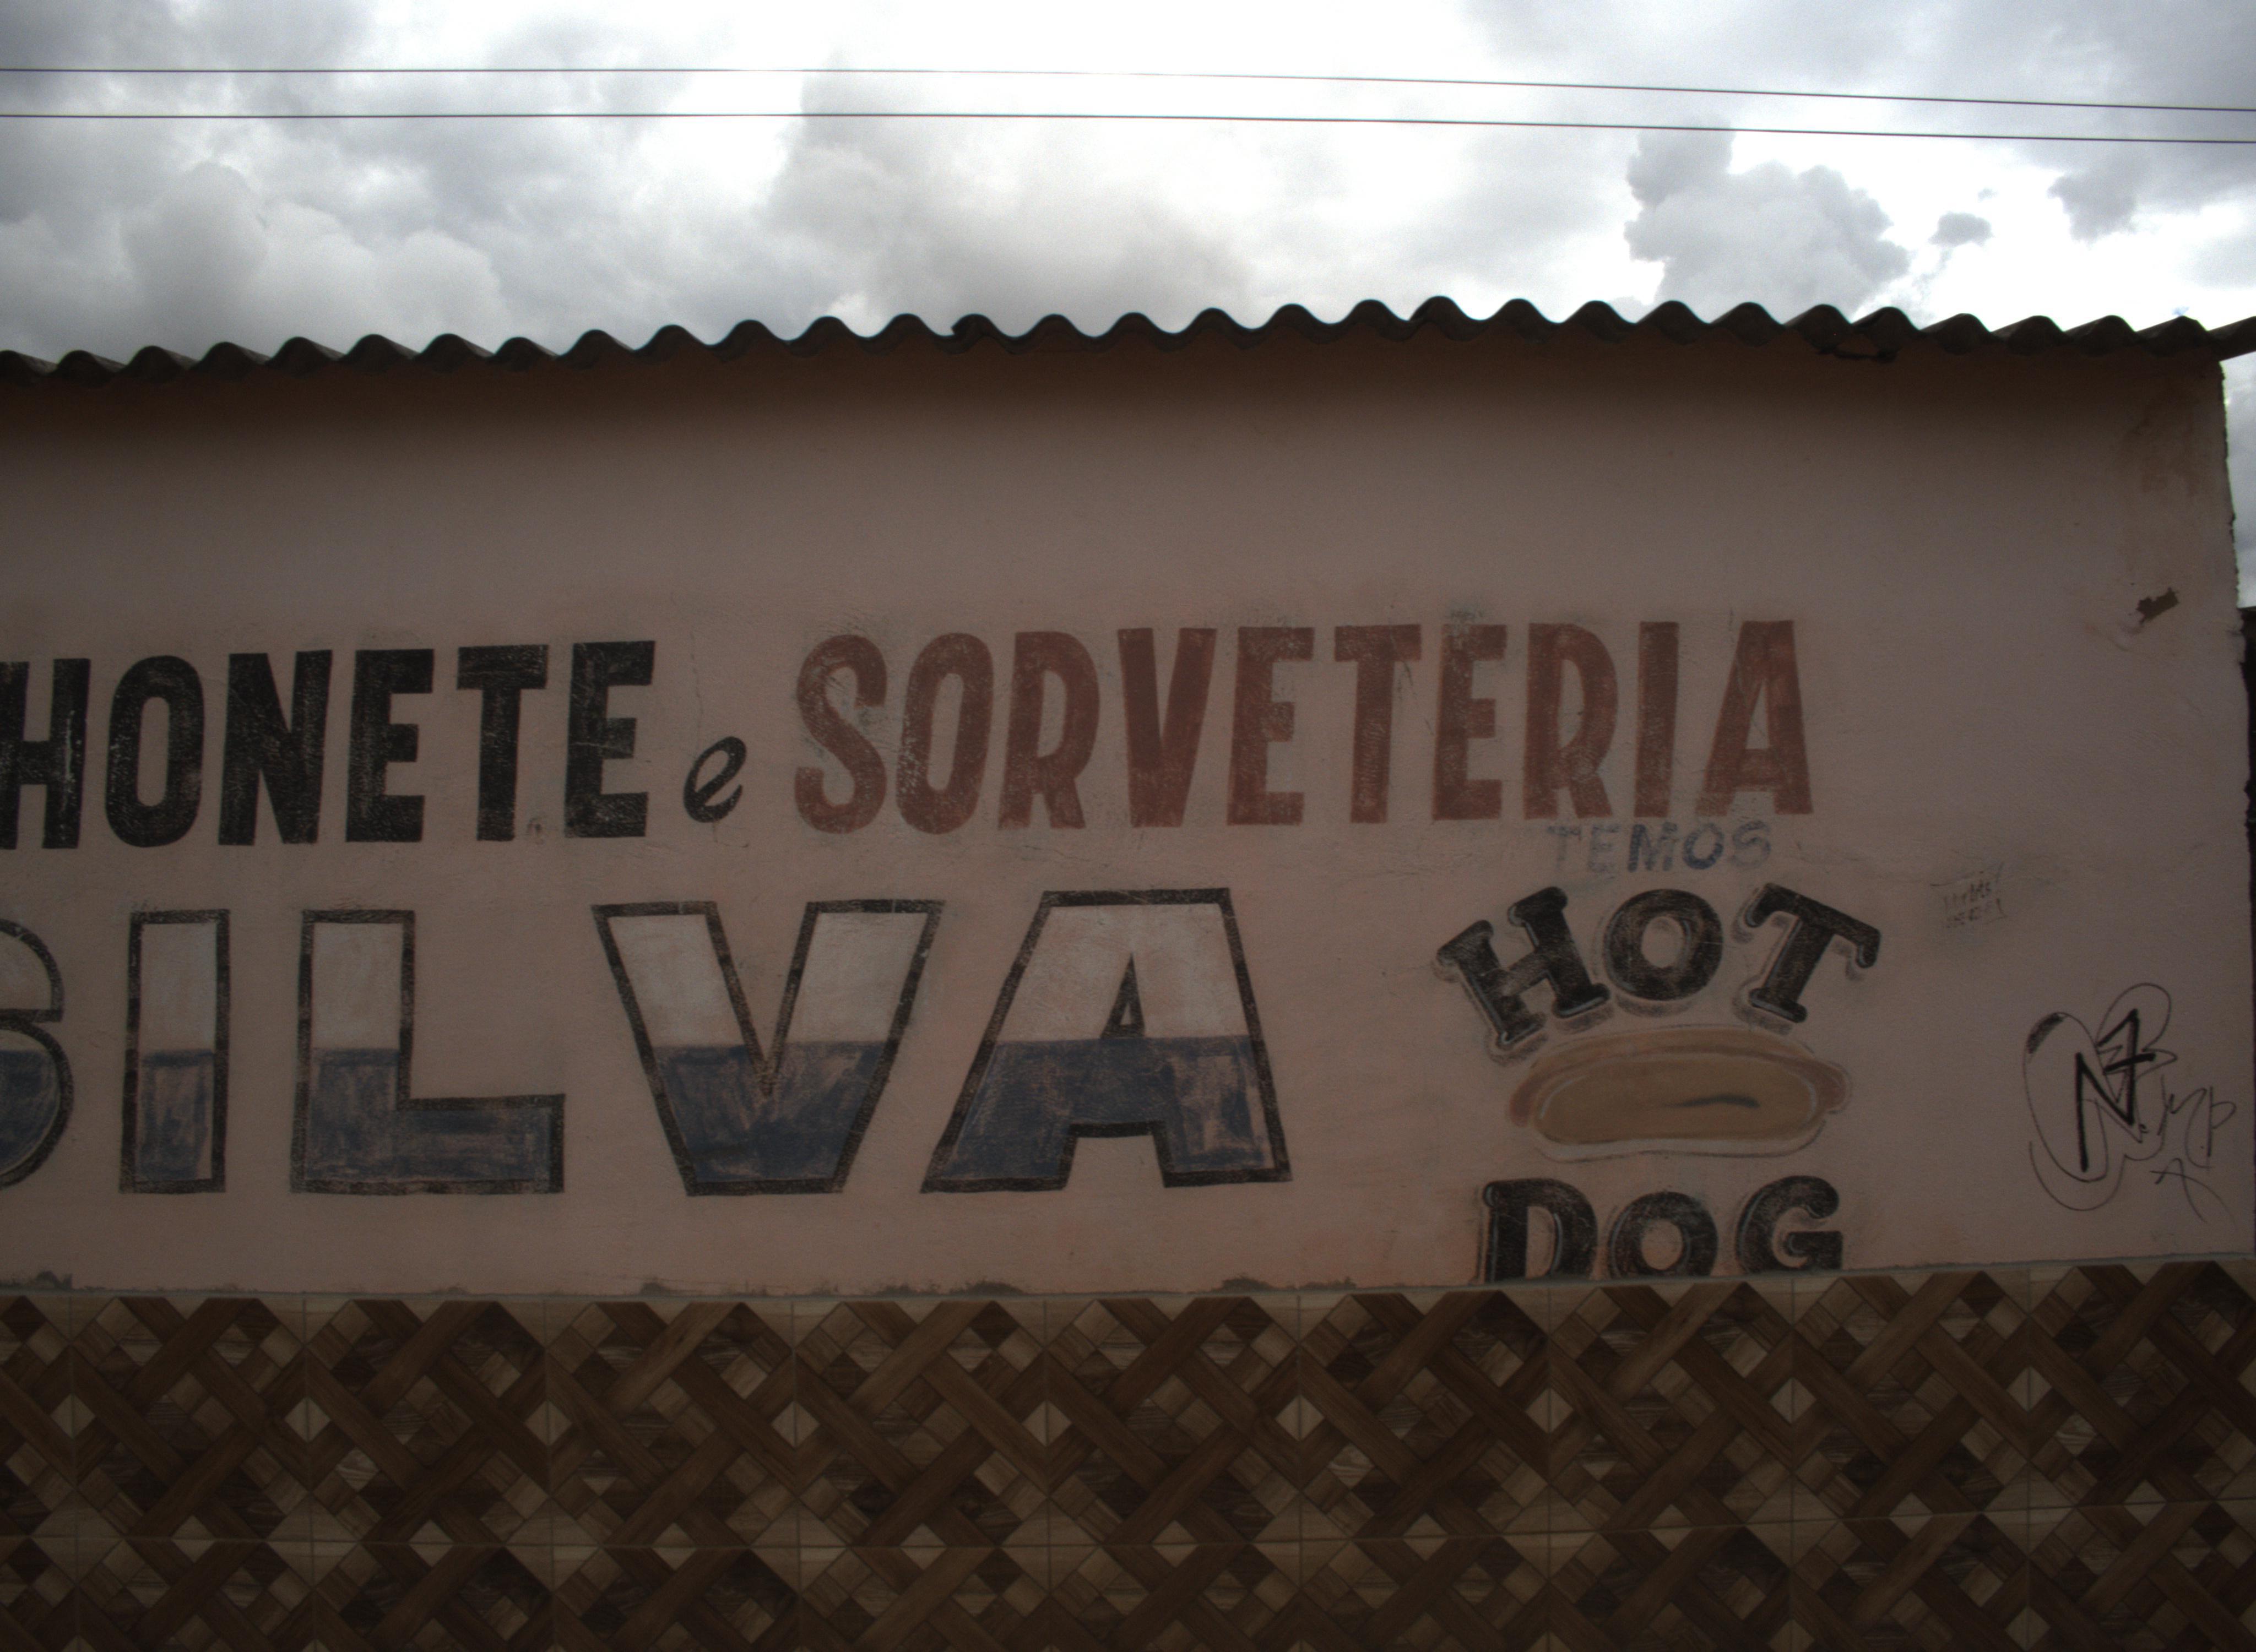 HONETE e SORVETERIA
SILVA
TEMOS
HOT
DOG